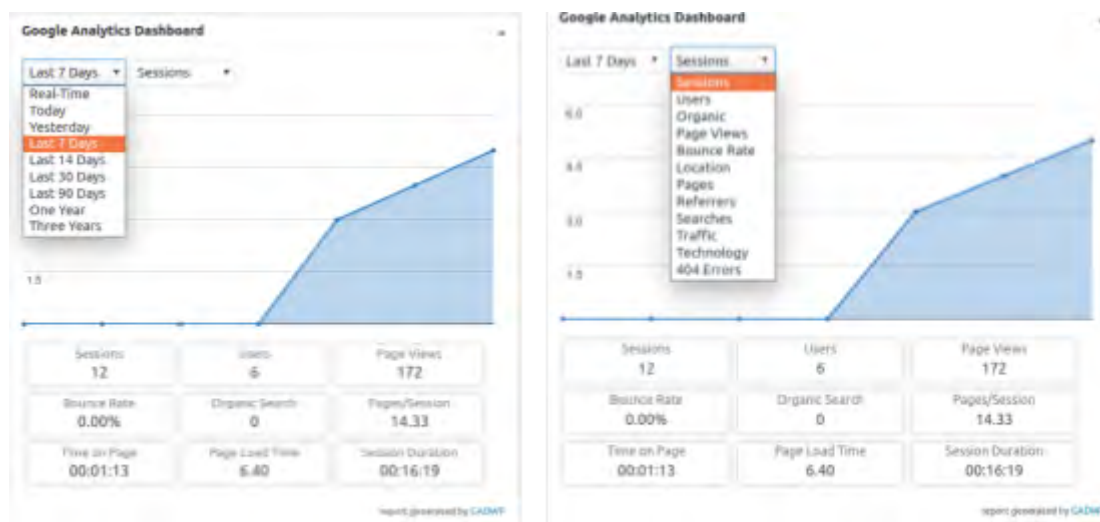 Google Analytics Dashboard
Last 7 Days Sessions
Real-Time
Today
Yesterday
Last 7 Days
Last 14 Days
Last 30 Days
Last 90 Days
One Year
Three Years
1.5
Sessions Users Page Views
12 6 172
Bounce Rate Organic Search Pages/Session
0.00% 0 14.33
Time on Page Page Load Time Session Duration
00:01:13 6.40 00:16:19
report generated by GADWP
Google Analytics Dashboard
Last 7 Days Sessions
Sessions
Users
Organic
Page Views
Bounce Rate
Location
Pages
Referrers
Searches
Traffic
Technology
404 Errors
6.0
3.0
1.5
Sessions Users Page Views
12 6 172
Bounce Rate Organic Search Pages/Session
0.00% 0 14.33
Time on Page Page Load Time Session Duration
00:01:13 6.40 00:16:19
report generated by